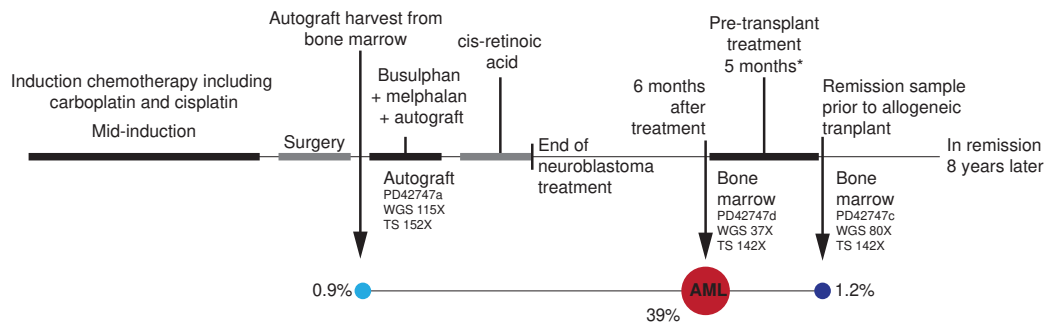 Induction chemotherapy including
carboplatin and cisplatin
Mid-induction
Surgery
Autograft harvest from
bone marrow
Busulphan
+ melphalan
+ autograft
Autograft
PD42747a
WGS 115X
TS 152X
cis-retinoic
acid
End of
neuroblastoma
treatment
6 months
after
treatment
Bone
marrow
PD42747d
WGS 37X
TS 142X
Pre-transplant
treatment
5 months*
Remission sample
prior to allogeneic
tranplant
Bone
marrow
PD42747c
WGS 80X
TS 142X
In remission
8 years later
0.9%
AML
39%
1.2%